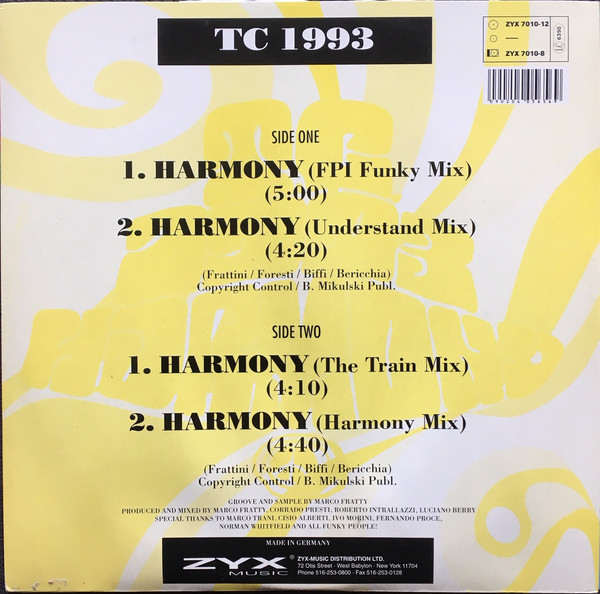 TC 1993
ZYX 7010-12
ZYX 7010-8
6350
SIDE ONE
1. HARMONY (FPI Funky Mix)
(5:00)
2. HARMONY (Understand Mix)
(4:20)
(Frattini / Foresti / Biffi / Bericchia)
Copyright Control / B. Mikulski Publ.
SIDE TWO
1. HARMONY (The Train Mix)
(4:10)
2. HARMONY (Harmony Mix)
(4:40)
(Frattini / Foresti / Biffi / Bericchia)
Copyright Control / B. Mikulski Publ.
GROOVE AND SAMPLE BY MARCO FRATTY
PRODUCED AND MIXED BY MARCO FRATTY, CORRADO PRESTI, ROBERTO INTRALLAZZI, LUCIANO BERRY
SPECIAL THANKS TO MARCO TRANI, CISIO ALBERTI, IVO MORINI, FERNANDO PROCE,
NORMAN WHITFIELD AND ALL FUNKY PEOPLE!
MADE IN GERMANY
ZYX ®
MUSIC
ZYX-MUSIC DISTRIBUTION LTD.
72 Otis Street · West Babylon · New York 11704
Phone 516-253-0800 · Fax 516-253-0128